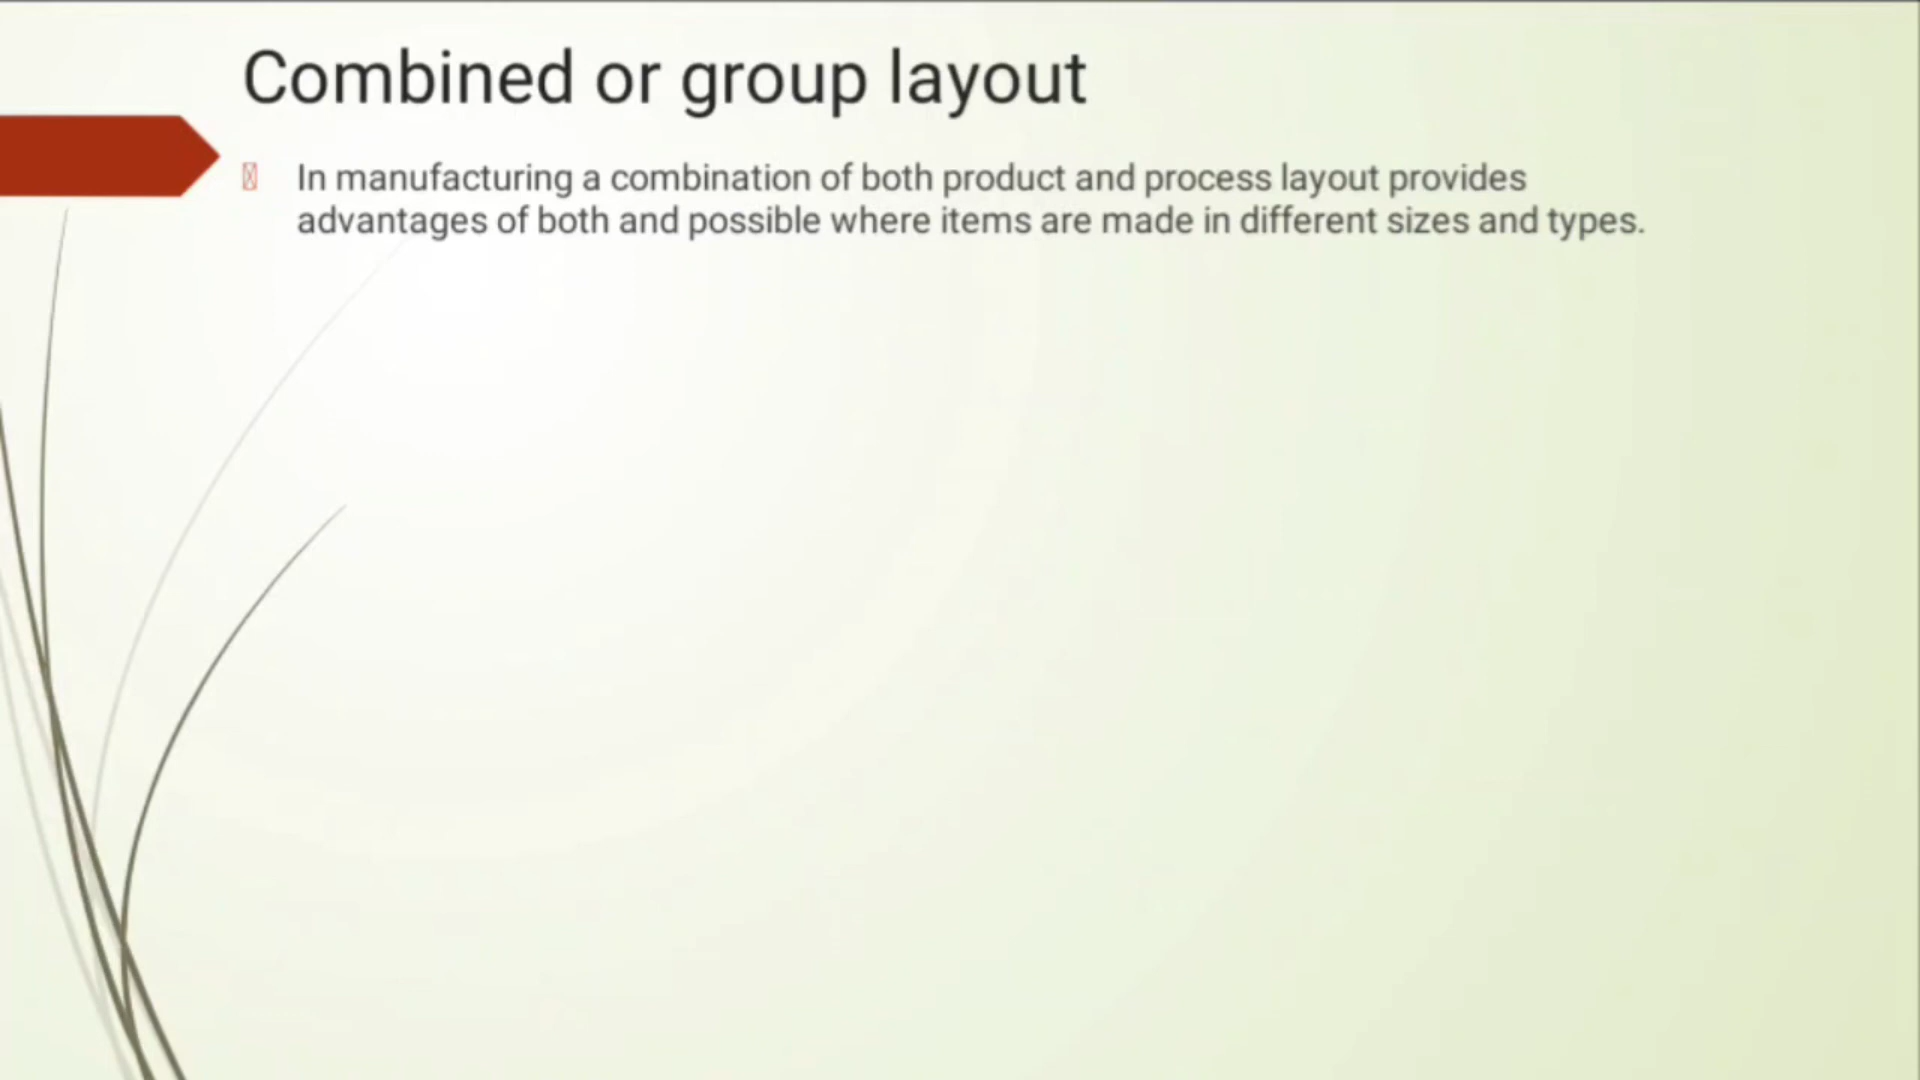 Combined or group layout
In manufacturing a combination of both product and process layout provides
advantages of both and possible where items are made in different sizes and types.